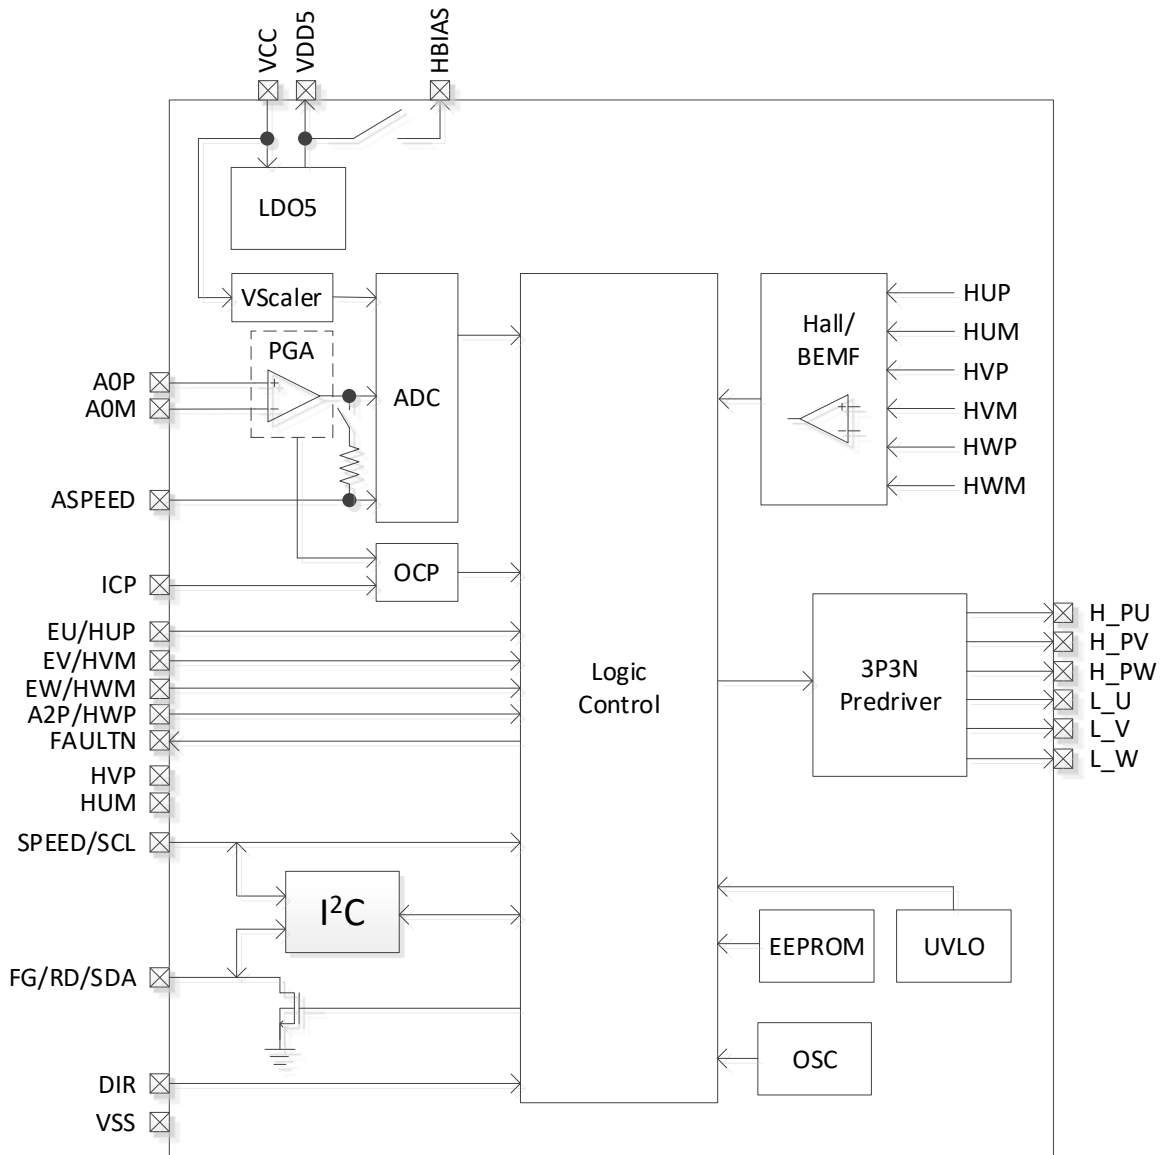 VCC
VDD5
HBIAS
LDO5
VScaler
PGA
A0P
A0M
ADC
ASPEED
OCP
ICP
Hall/
BEMF
HUP
HUM
HVP
HVM
HWP
HWM
EU/HUP
EV/HVM
EW/HWM
A2P/HWP
FAULTN
HVP
HUM
Logic
Control
3P3N
Predriver
H_PU
H_PV
H_PW
L_U
L_V
L_W
SPEED/SCL
I²C
FG/RD/SDA
EEPROM
UVLO
OSC
DIR
VSS